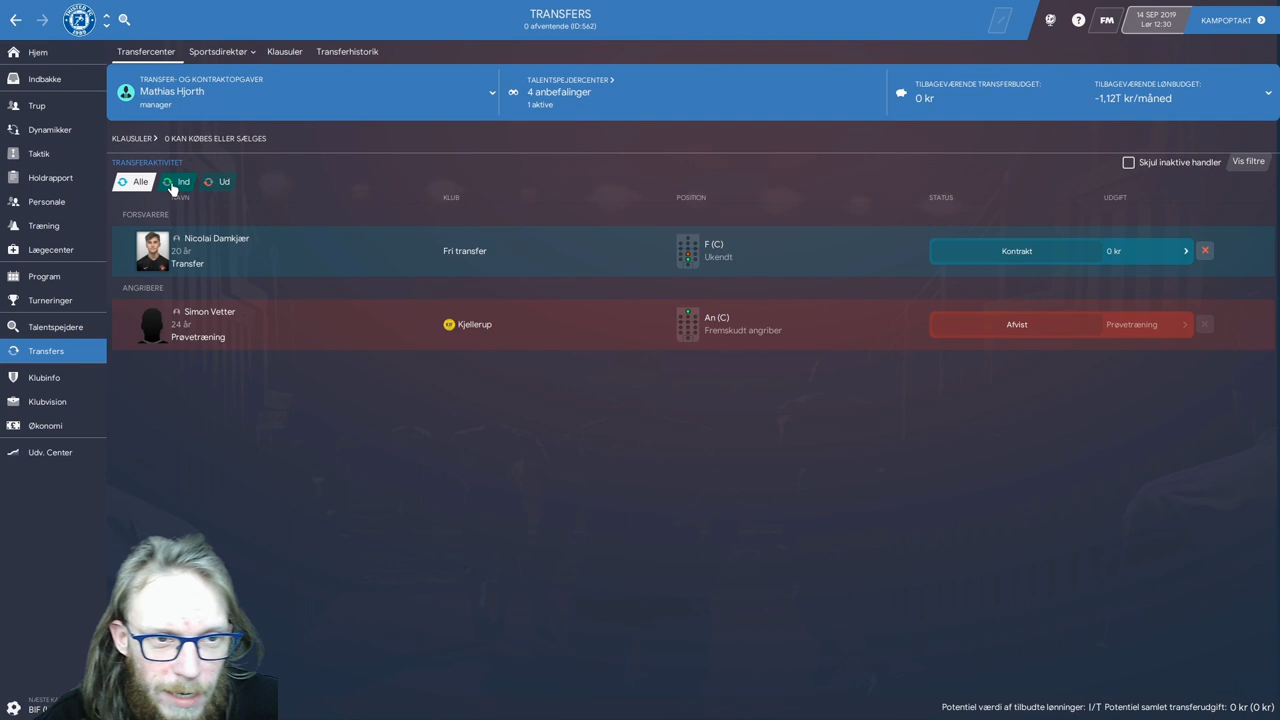 TRANSFERS
0 afventende (ID:562)
FM
14 SEP 2019
Lør 12:30
KAMPOPTAKT
Hjem
Indbakke
Trup
Dynamikker
Taktik
Holdrapport
Personale
Træning
Lægecenter
Program
Turneringer
Talentspejdere
Transfers
Klubinfo
Klubvision
Økonomi
Udv. Center
Transfercenter
Sportsdirektør
Klausuler
Transferhistorik
TRANSFER- OG KONTRAKTOPGAVER
Mathias Hjorth
manager
TALENTSPEJDERCENTER >
4 anbefalinger
1 aktive
TILBAGEVÆRENDE TRANSFERBUDGET:
0 kr
TILBAGEVÆRENDE LØNBUDGET:
-1,12T kr/måned
KLAUSULER > 0 KAN KØBES ELLER SÆLGES
TRANSFERAKTIVITET
Skjul inaktive handler
Vis filtre
Alle
Ind
Ud
NAVN
KLUB
POSITION
STATUS
UDGIFT
FORSVARERE
Nicolai Damkjær
20 år
Transfer
Fri transfer
F (C)
Ukendt
Kontrakt
0 kr
ANGRIBERE
Simon Vetter
24 år
Prøvetræning
Kjellerup
An (C)
Fremskudt angriber
Afvist
Prøvetræning
BIF
Potentiel værdi af tilbudte lønninger: I/T Potentiel samlet transferudgift: 0 kr (0 kr)